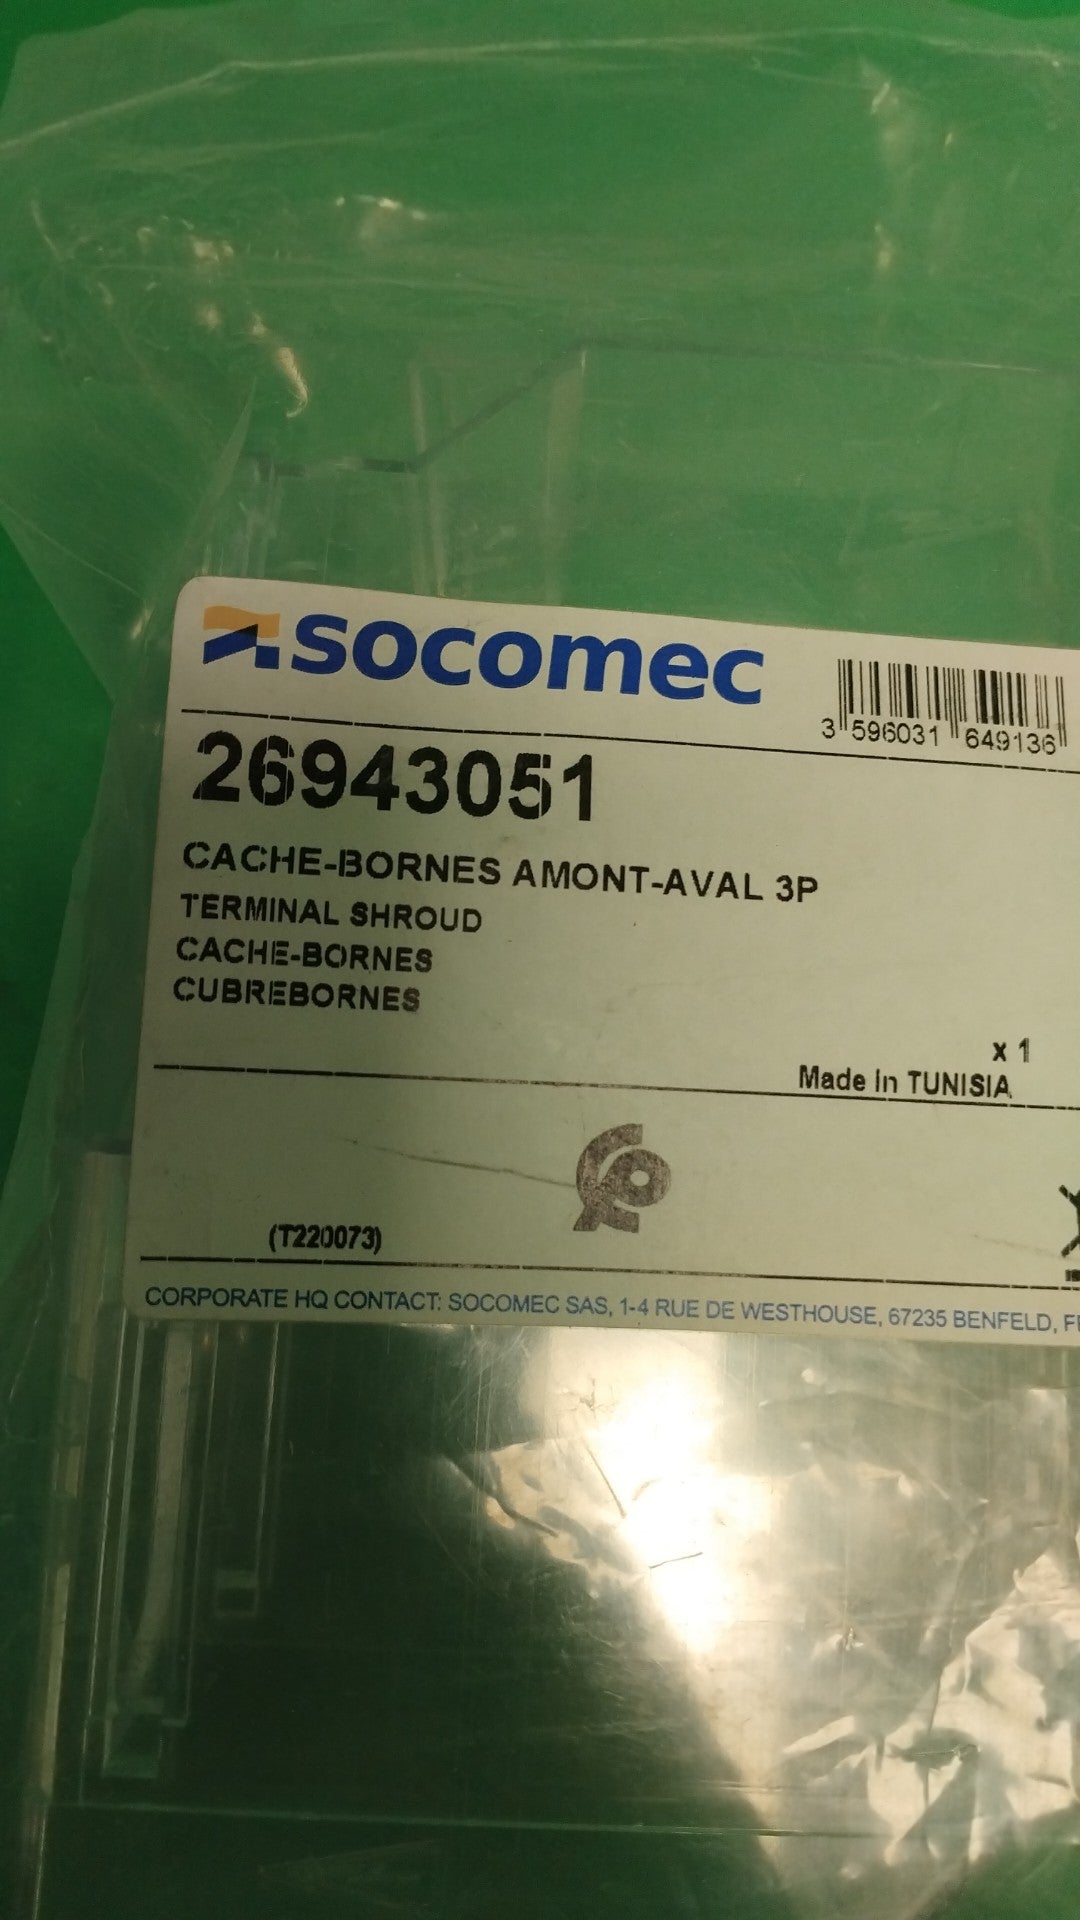 socomec
3 596031 649136
26943051
CACHE-BORNES AMONT-AVAL 3P
TERMINAL SHROUD
CACHE-BORNES
CUBREBORNES
x 1
Made in TUNISIA
(T220073)
CORPORATE HQ CONTACT: SOCOMEC SAS, 1-4 RUE DE WESTHOUSE, 67235 BENFELD,